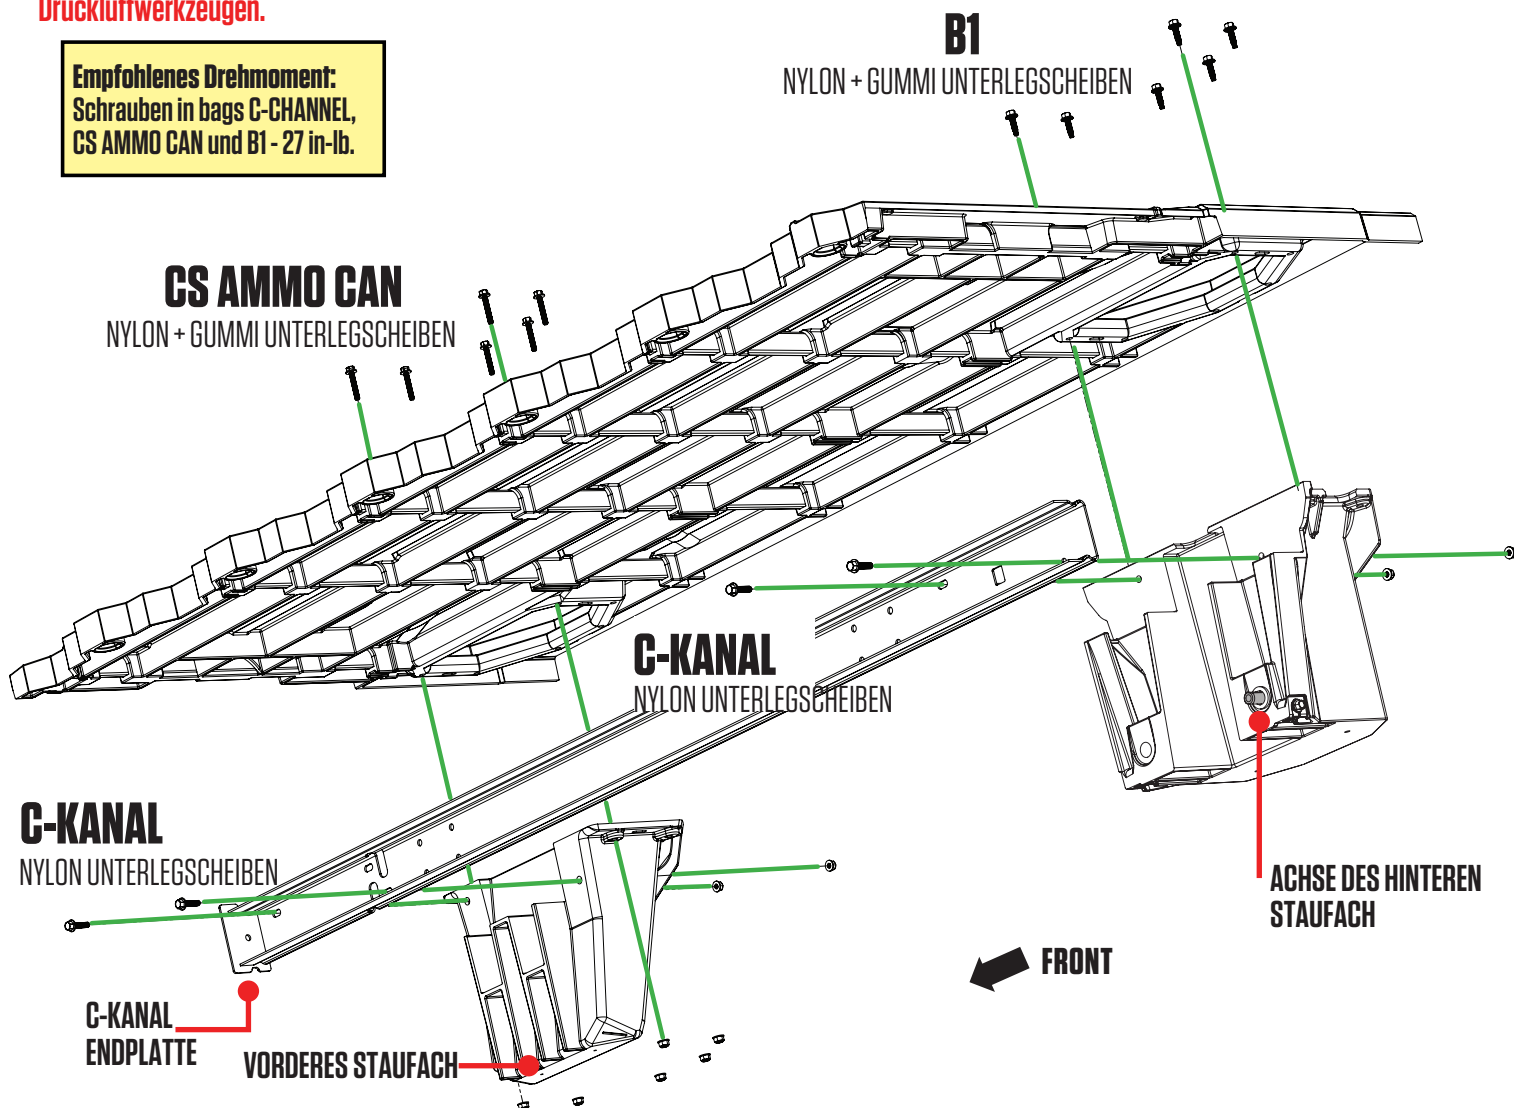 Druckluftwerkzeugen.
Empfohlenes Drehmoment:
Schrauben in bags C-CHANNEL,
CS AMMO CAN und B1 - 27 in-lb.
B1
NYLON + GUMMI UNTERLEGSCHEIBEN
CS AMMO CAN
NYLON + GUMMI UNTERLEGSCHEIBEN
C-KANAL
NYLON UNTERLEGSCHEIBEN
C-KANAL
NYLON UNTERLEGSCHEIBEN
ACHSE DES HINTEREN
STAUFACH
FRONT
C-KANAL
ENDPLATTE
VORDERES STAUFACH